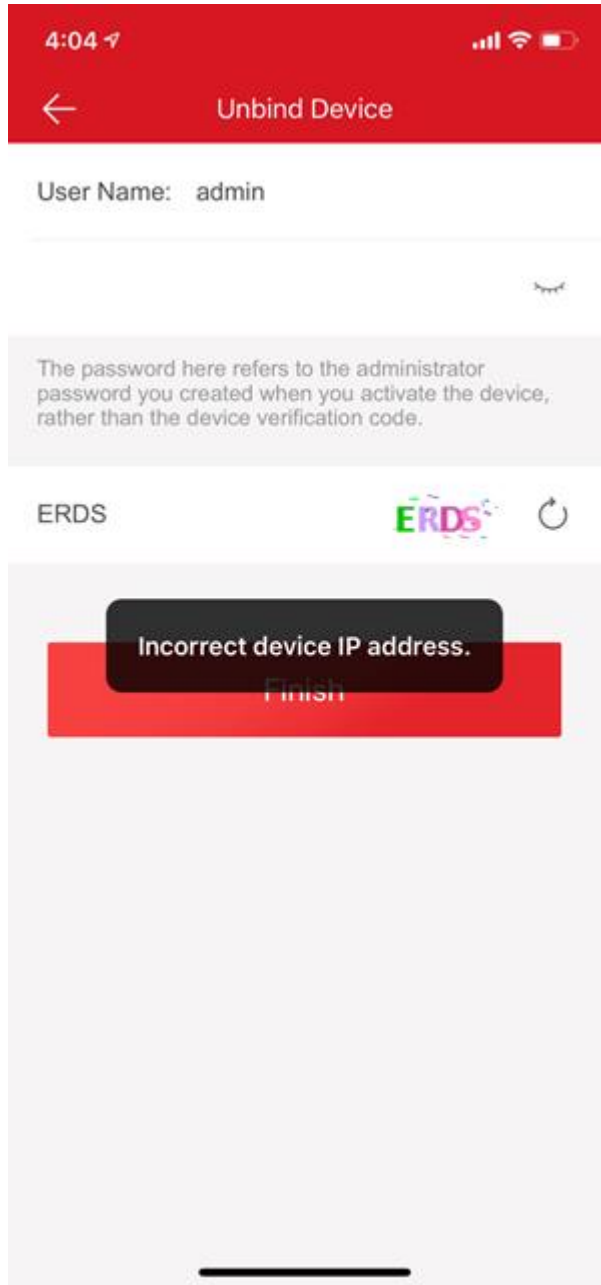 4:04
Unbind Device
User Name: admin
The password here refers to the administrator
password you created when you activate the device,
rather than the device verification code.
ERDS ERDS
Incorrect device IP address.
Finish